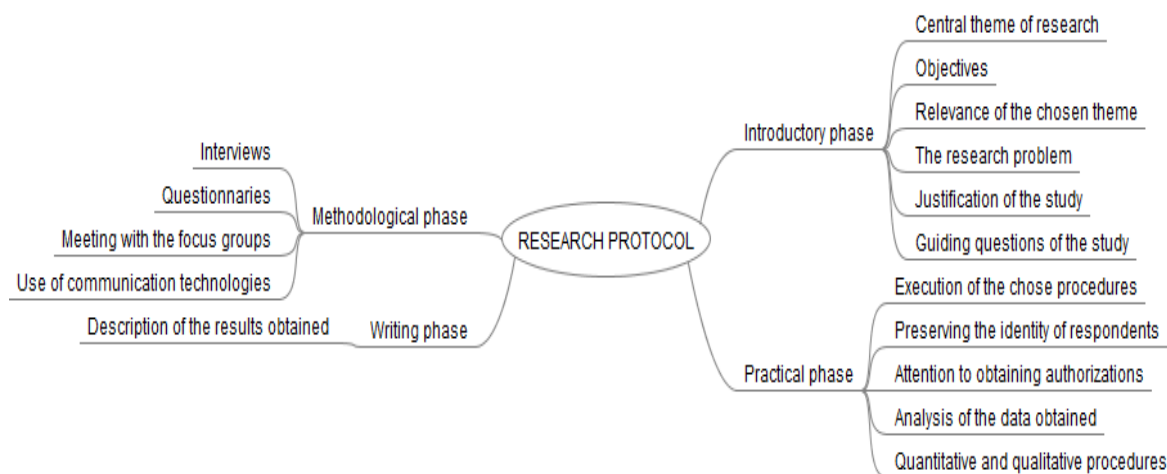 RESEARCH PROTOCOL
Introductory phase
Central theme of research
Objectives
Relevance of the chosen theme
The research problem
Justification of the study
Guiding questions of the study
Methodological phase
Interviews
Questionnaries
Meeting with the focus groups
Use of communication technologies
Writing phase
Description of the results obtained
Practical phase
Execution of the chose procedures
Preserving the identity of respondents
Attention to obtaining authorizations
Analysis of the data obtained
Quantitative and qualitative procedures